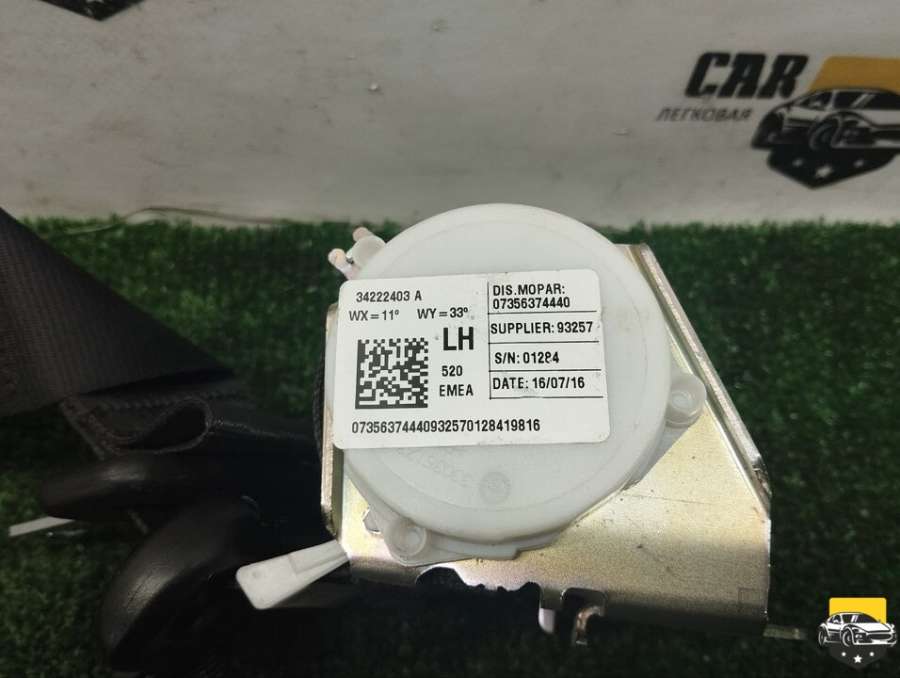 CAR
ЛЕГКОВАЯ
34222403 A
WX=11° WY=33°
LH
520
EMEA
DIS.MOPAR:
07356374440
SUPPLIER: 93257
S/N: 01284
DATE: 16/07/16
07356374440932570128419816